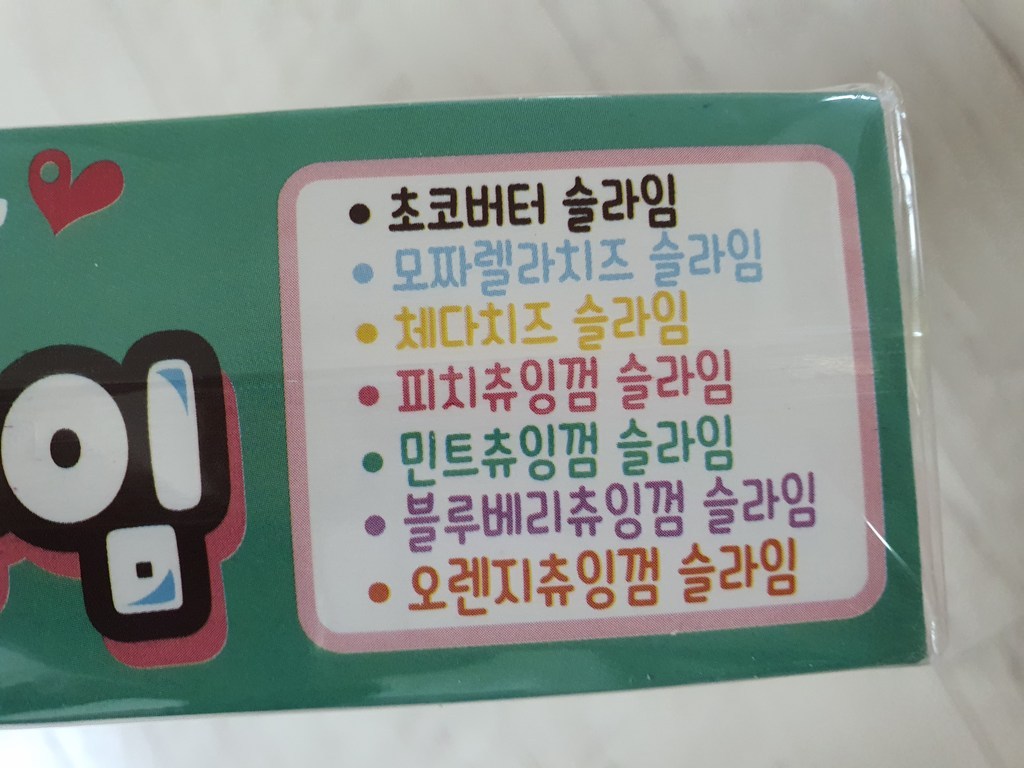 임
• 초코버터 슬라임
• 모짜렐라치즈 슬라임
• 체다치즈 슬라임
• 피치츄잉껌 슬라임
• 민트츄잉껌 슬라임
• 블루베리츄잉껌 슬라임
• 오렌지츄잉껌 슬라임